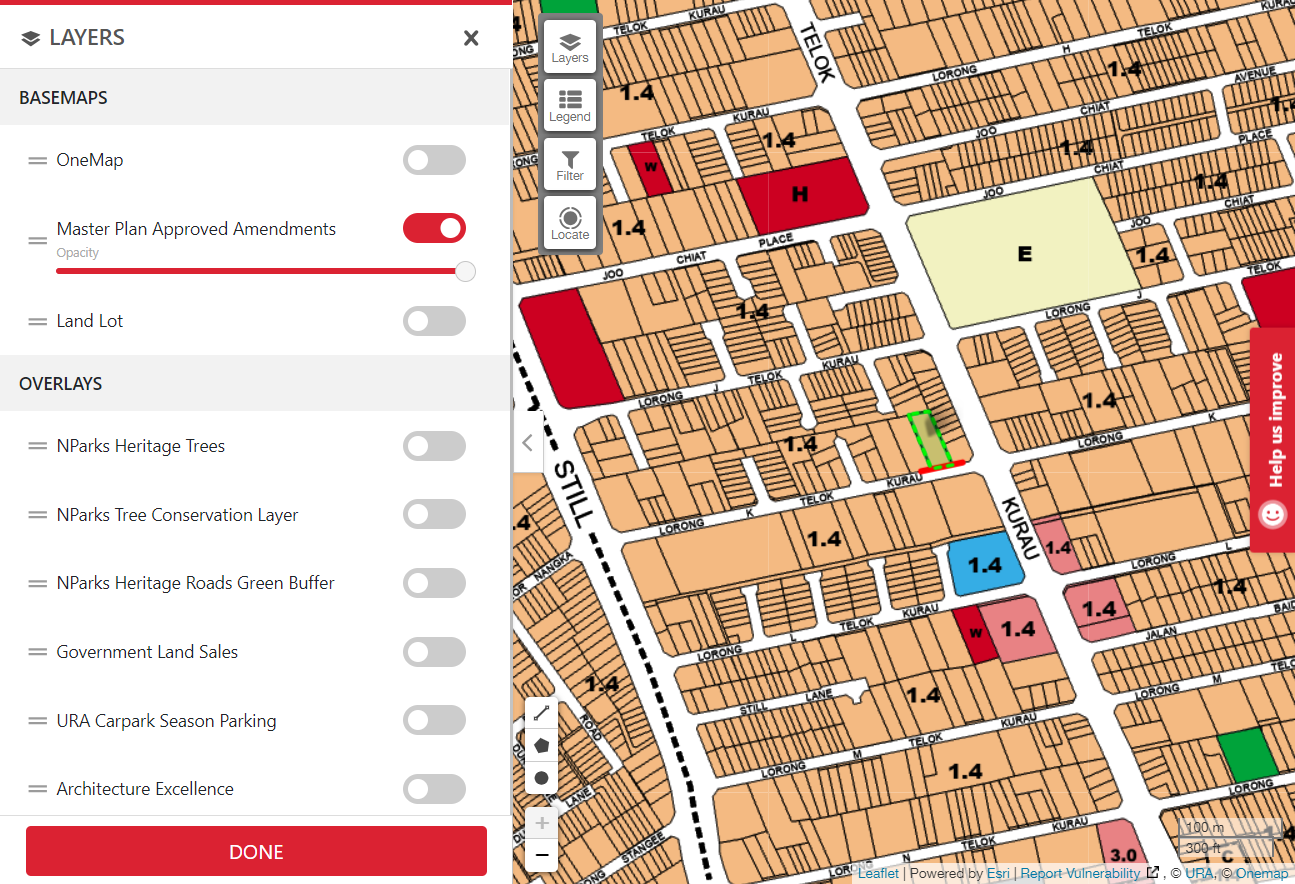 LAYERS
BASEMAPS
OneMap
Master Plan Approved Amendments
Opacity
Land Lot
OVERLAYS
NParks Heritage Trees
NParks Tree Conservation Layer
NParks Heritage Roads Green Buffer
Government Land Sales
URA Carpark Season Parking
Architecture Excellence
DONE
Layers
Legend
Filter
Locate
TELOK KURAU
TELOK
LORONG H TELOK KURAU
1.4
1.4
AVENUE
TELOK KURAU
JOO CHIAT
1.4
W
1.4
PLACE
1.4
JOO CHIAT
1.4
H
1.4
JOO CHIAT PLACE
JOO CHIAT
E
1.4
TELOK
1.4
LORONG J
LORONG J TELOK KURAU
1.4
LORONG K
1.4
STILL
LORONG K TELOK KURAU
1.4
KURAU
1.4
LORONG L
NANGKA
1.4
1.4
1.4
LORONG L TELOK KURAU
W
1.4
JALAN
LORONG M TELOK
STILL LANE
1.4
1.4
ROAD
LORONG M TELOK KURAU
1.4
LORONG
LANE
STANGEE
LORONG N TELOK KURAU
3.0
C
1.4
100 m
300 ft
Help us improve
Leaflet | Powered by Esri | Report Vulnerability , © URA, © Onemap